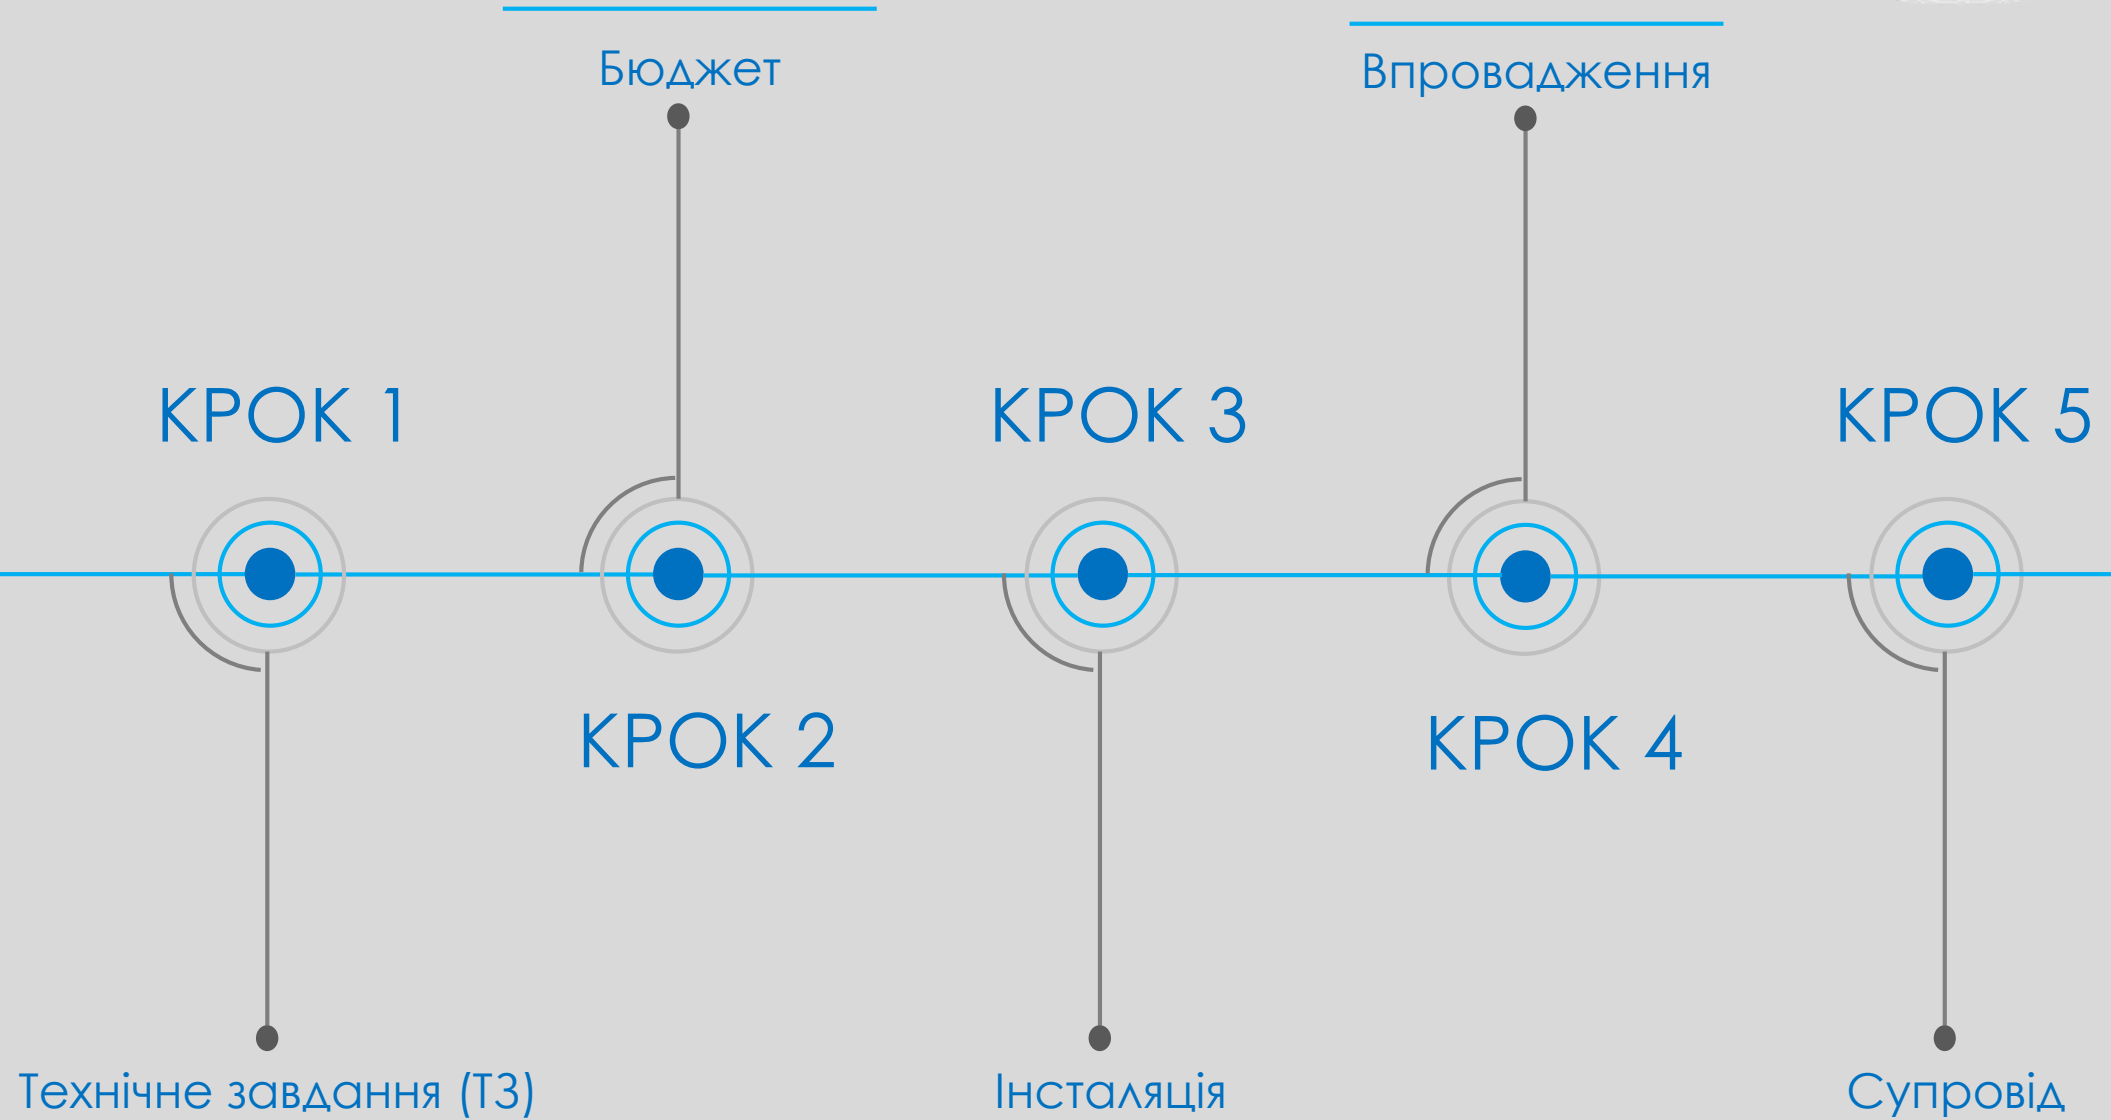 Бюджет
Впровадження
КРОК 1
КРОК 3
КРОК 5
КРОК 2
КРОК 4
Технічне завдання (ТЗ)
Інсталяція
Супровід